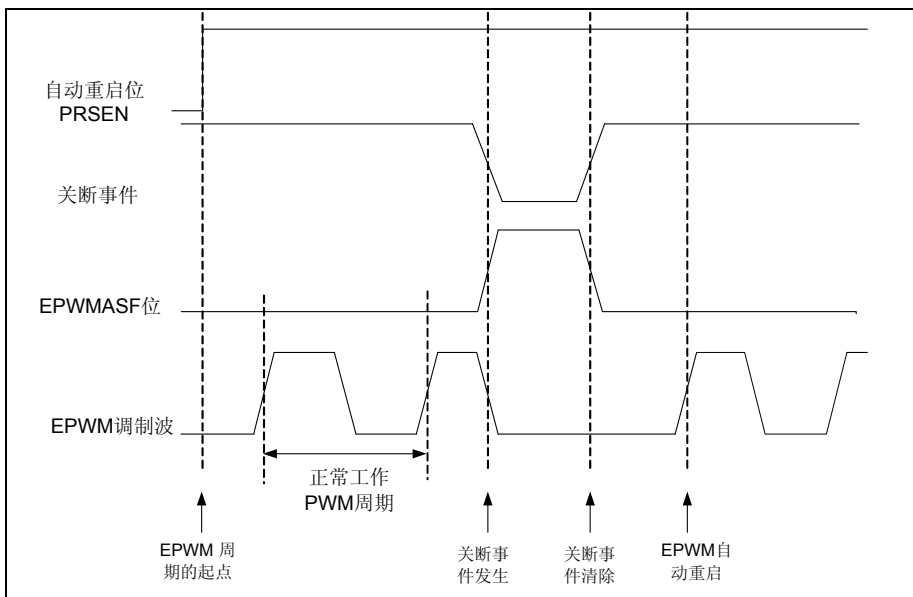 自动重启位
PRSEN
关断事件
EPWMASF位
EPWM调制波
正常工作
PWM周期
EPWM 周
期的起点
关断事
件发生
关断事
件清除
EPWM自
动重启